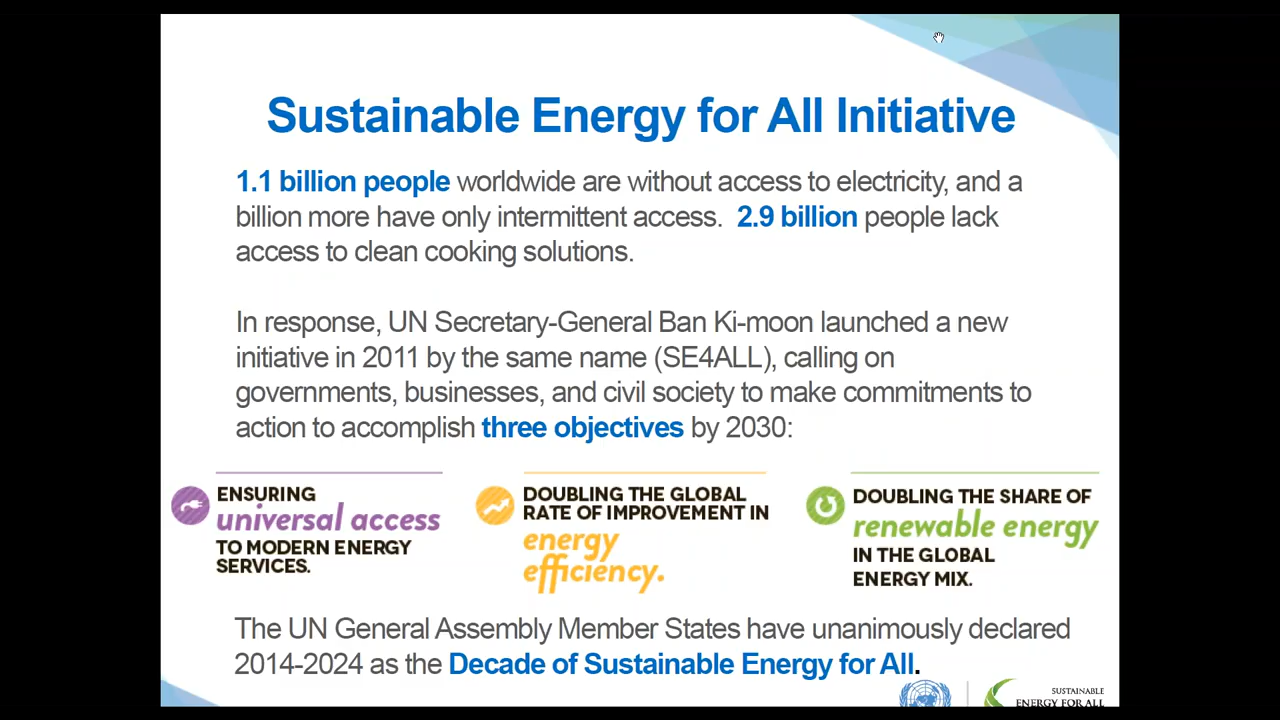 Sustainable Energy for All Initiative
1.1 billion people worldwide are without access to electricity, and a
billion more have only intermittent access.  2.9 billion people lack
access to clean cooking solutions.
In response, UN Secretary-General Ban Ki-moon launched a new
initiative in 2011 by the same name (SE4ALL), calling on
governments, businesses, and civil society to make commitments to
action to accomplish three objectives by 2030:
ENSURING
universal access
TO MODERN ENERGY
SERVICES.
DOUBLING THE GLOBAL
RATE OF IMPROVEMENT IN
energy
efficiency.
DOUBLING THE SHARE OF
renewable energy
IN THE GLOBAL
ENERGY MIX.
The UN General Assembly Member States have unanimously declared
2014-2024 as the Decade of Sustainable Energy for All.
SUSTAINABLE
ENERGY FOR ALL